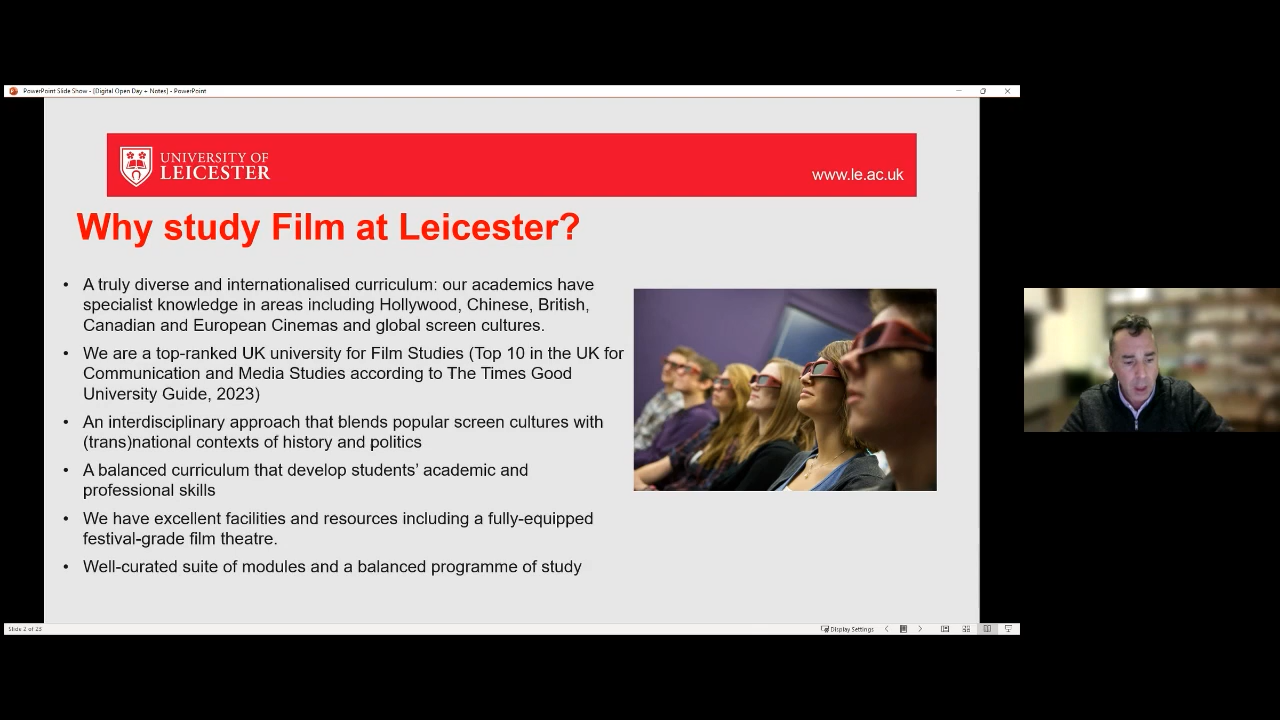 PowerPoint Slide Show - [Digital Open Day + Notes] - PowerPoint
UNIVERSITY OF
LEICESTER
www.le.ac.uk
Why study Film at Leicester?
• A truly diverse and internationalised curriculum: our academics have
specialist knowledge in areas including Hollywood, Chinese, British,
Canadian and European Cinemas and global screen cultures.
• We are a top-ranked UK university for Film Studies (Top 10 in the UK for
Communication and Media Studies according to The Times Good
University Guide, 2023)
• An interdisciplinary approach that blends popular screen cultures with
(trans)national contexts of history and politics
• A balanced curriculum that develop students’ academic and
professional skills
• We have excellent facilities and resources including a fully-equipped
festival-grade film theatre.
• Well-curated suite of modules and a balanced programme of study
Slide 2 of 23
Display Settings